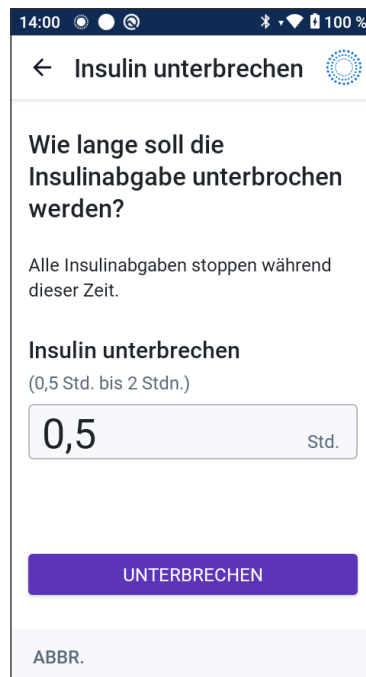 14:00 100 %
Insulin unterbrechen
Wie lange soll die
Insulinabgabe unterbrochen
werden?
Alle Insulinabgaben stoppen während
dieser Zeit.
Insulin unterbrechen
(0,5 Std. bis 2 Stdn.)
0,5 Std.
UNTERBRECHEN
ABBR.